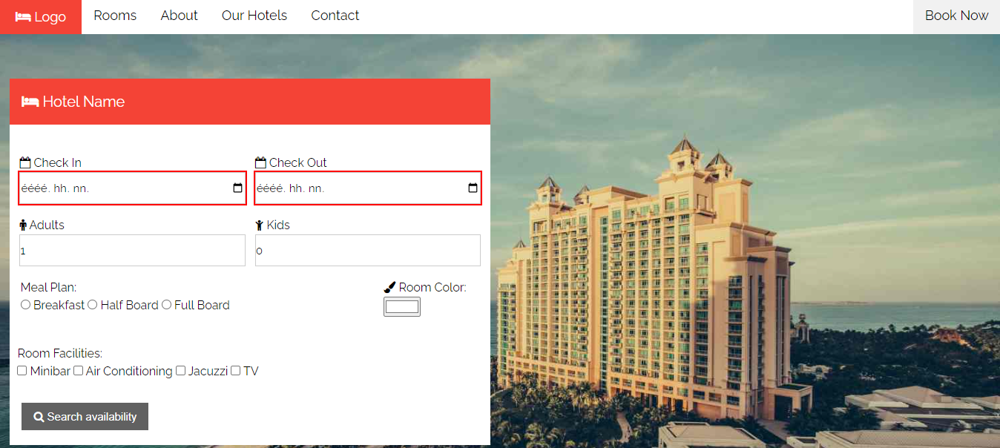 Logo Rooms About Our Hotels Contact Book Now
Hotel Name
Check In Check Out
éééé. hh. nn. éééé. hh. nn.
Adults Kids
1 0
Meal Plan: Room Color:
Breakfast Half Board Full Board
Room Facilities:
Minibar Air Conditioning Jacuzzi TV
Search availability